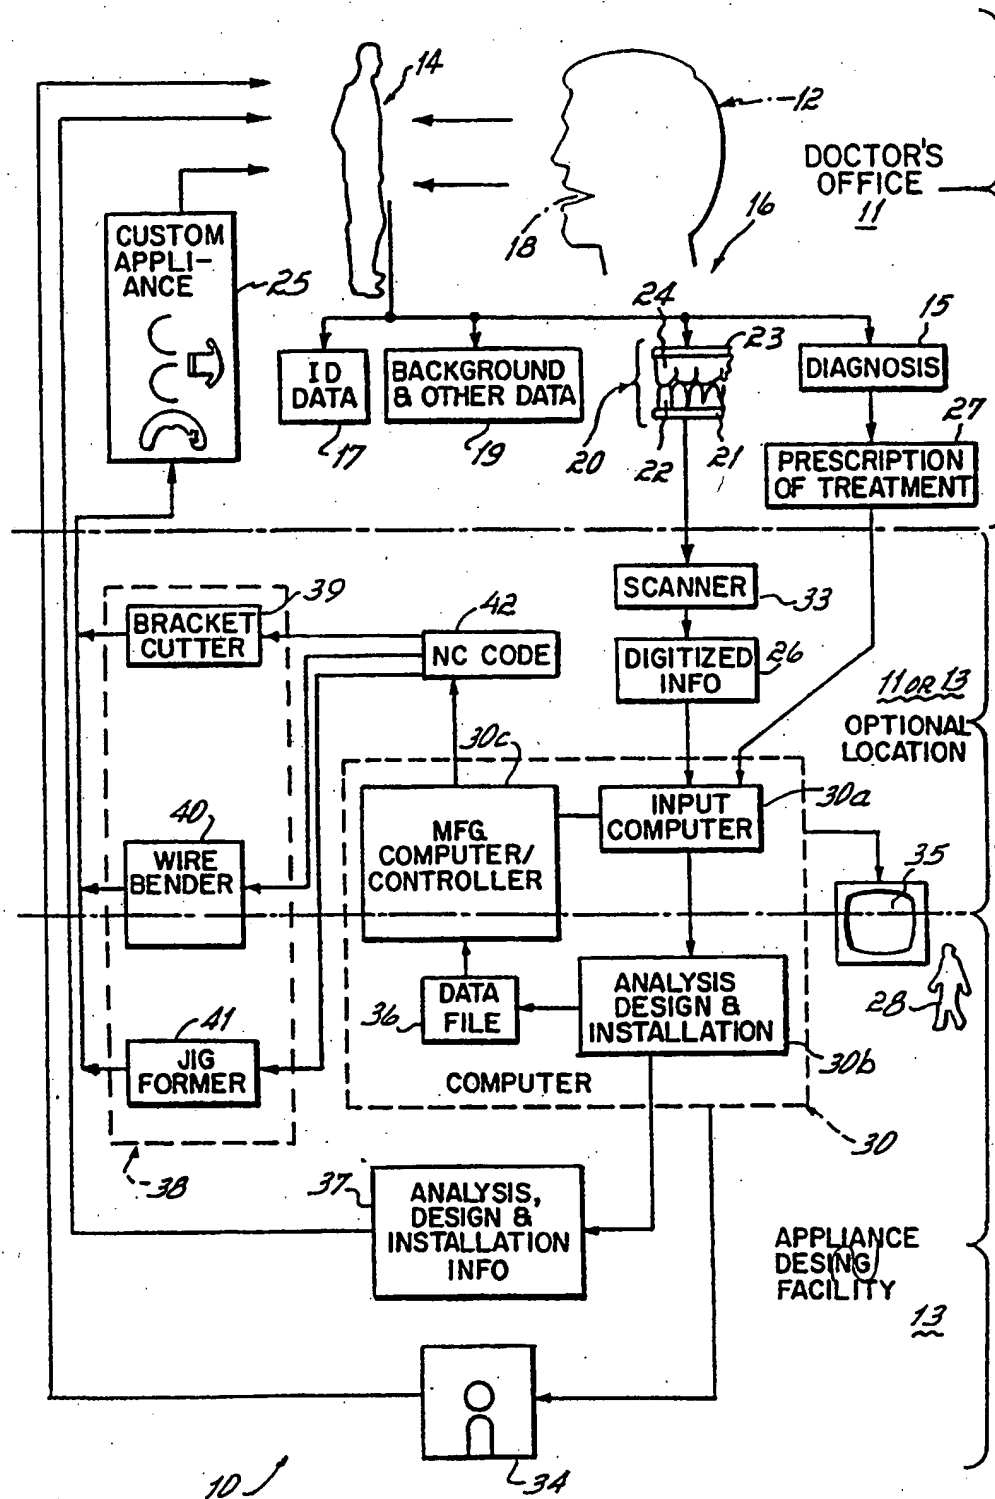 14
12
DOCTOR'S
OFFICE
11
16
18
CUSTOM
APPLI-
ANCE
25
24
23
15
ID
DATA
17
BACKGROUND
& OTHER DATA
19
20
22
21
DIAGNOSIS
27
PRESCRIPTION
OF TREATMENT
SCANNER
33
39
BRACKET
CUTTER
42
NC CODE
DIGITIZED
INFO
26
11 OR 13
OPTIONAL
LOCATION
30c
MFG.
COMPUTER/
CONTROLLER
INPUT
COMPUTER
30a
40
WIRE
BENDER
35
28
DATA
FILE
36
ANALYSIS
DESIGN &
INSTALLATION
30b
41
JIG
FORMER
COMPUTER
30
38
37
ANALYSIS,
DESIGN &
INSTALLATION
INFO
APPLIANCE
DESING
FACILITY
13
34
10